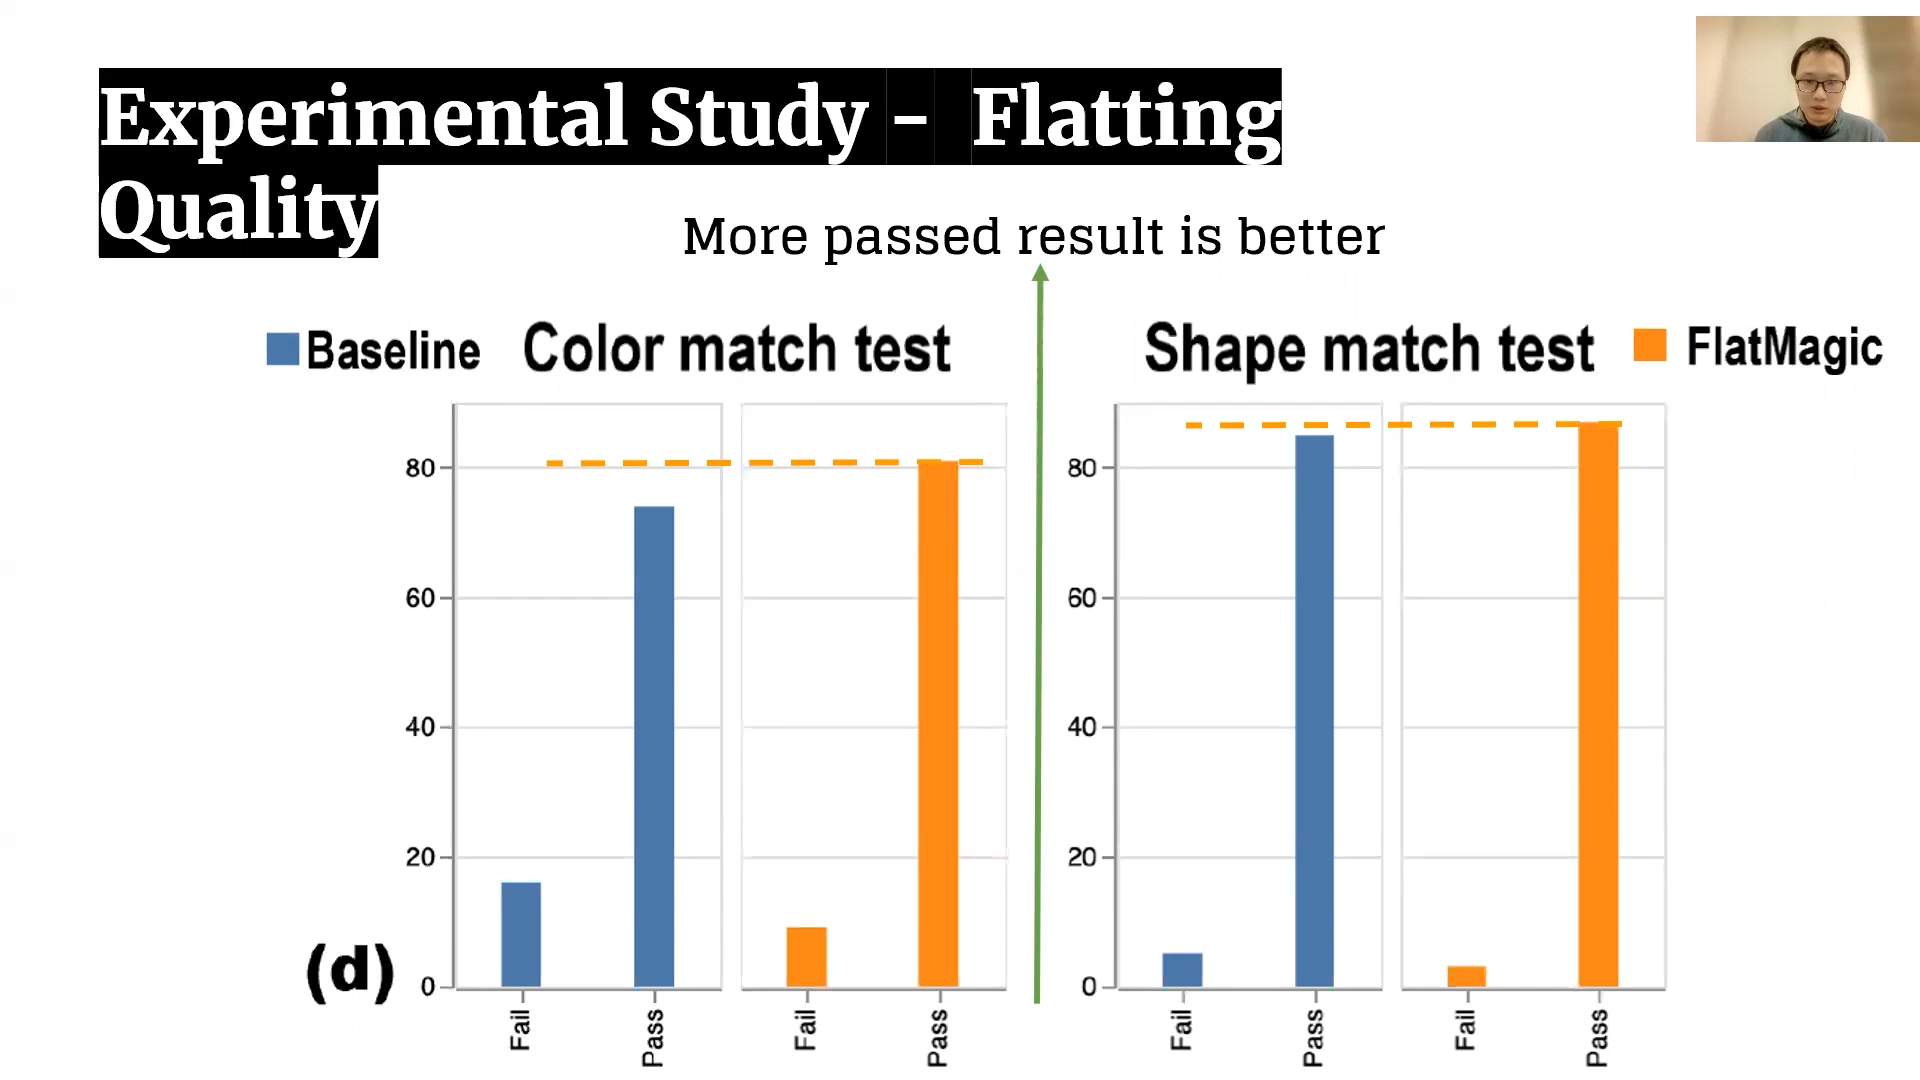 Experimental Study - Flatting
Quality
More passed result is better
Baseline
Color match test
Shape match test
FlatMagic
80
60
40
20
0
80
60
40
20
0
(d)
Fail
Pass
Fail
Pass
Fail
Pass
Fail
Pass